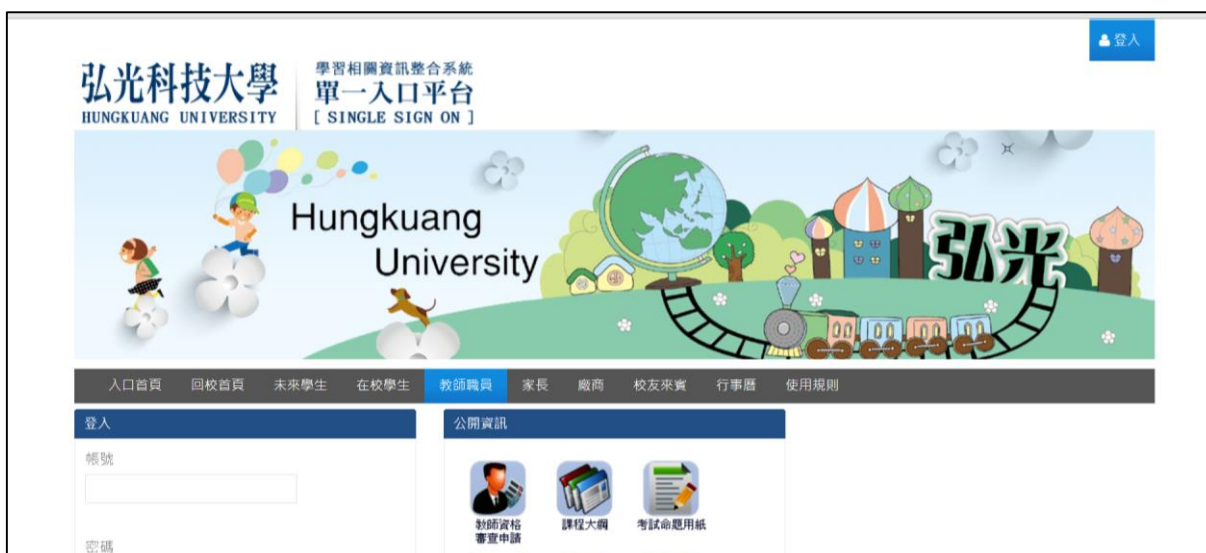 登入
弘光科技大學
HUNGKUANG UNIVERSITY
學習相關資訊整合系統
單一入口平台
[ SINGLE SIGN ON ]
Hungkuang
University
弘光
入口首頁 回校首頁 未來學生 在校學生 教師職員 家長 廠商 校友來賓 行事曆 使用規則
登入
帳號
密碼
公開資訊
教師資格
審查申請
課程大綱
考試命題用紙